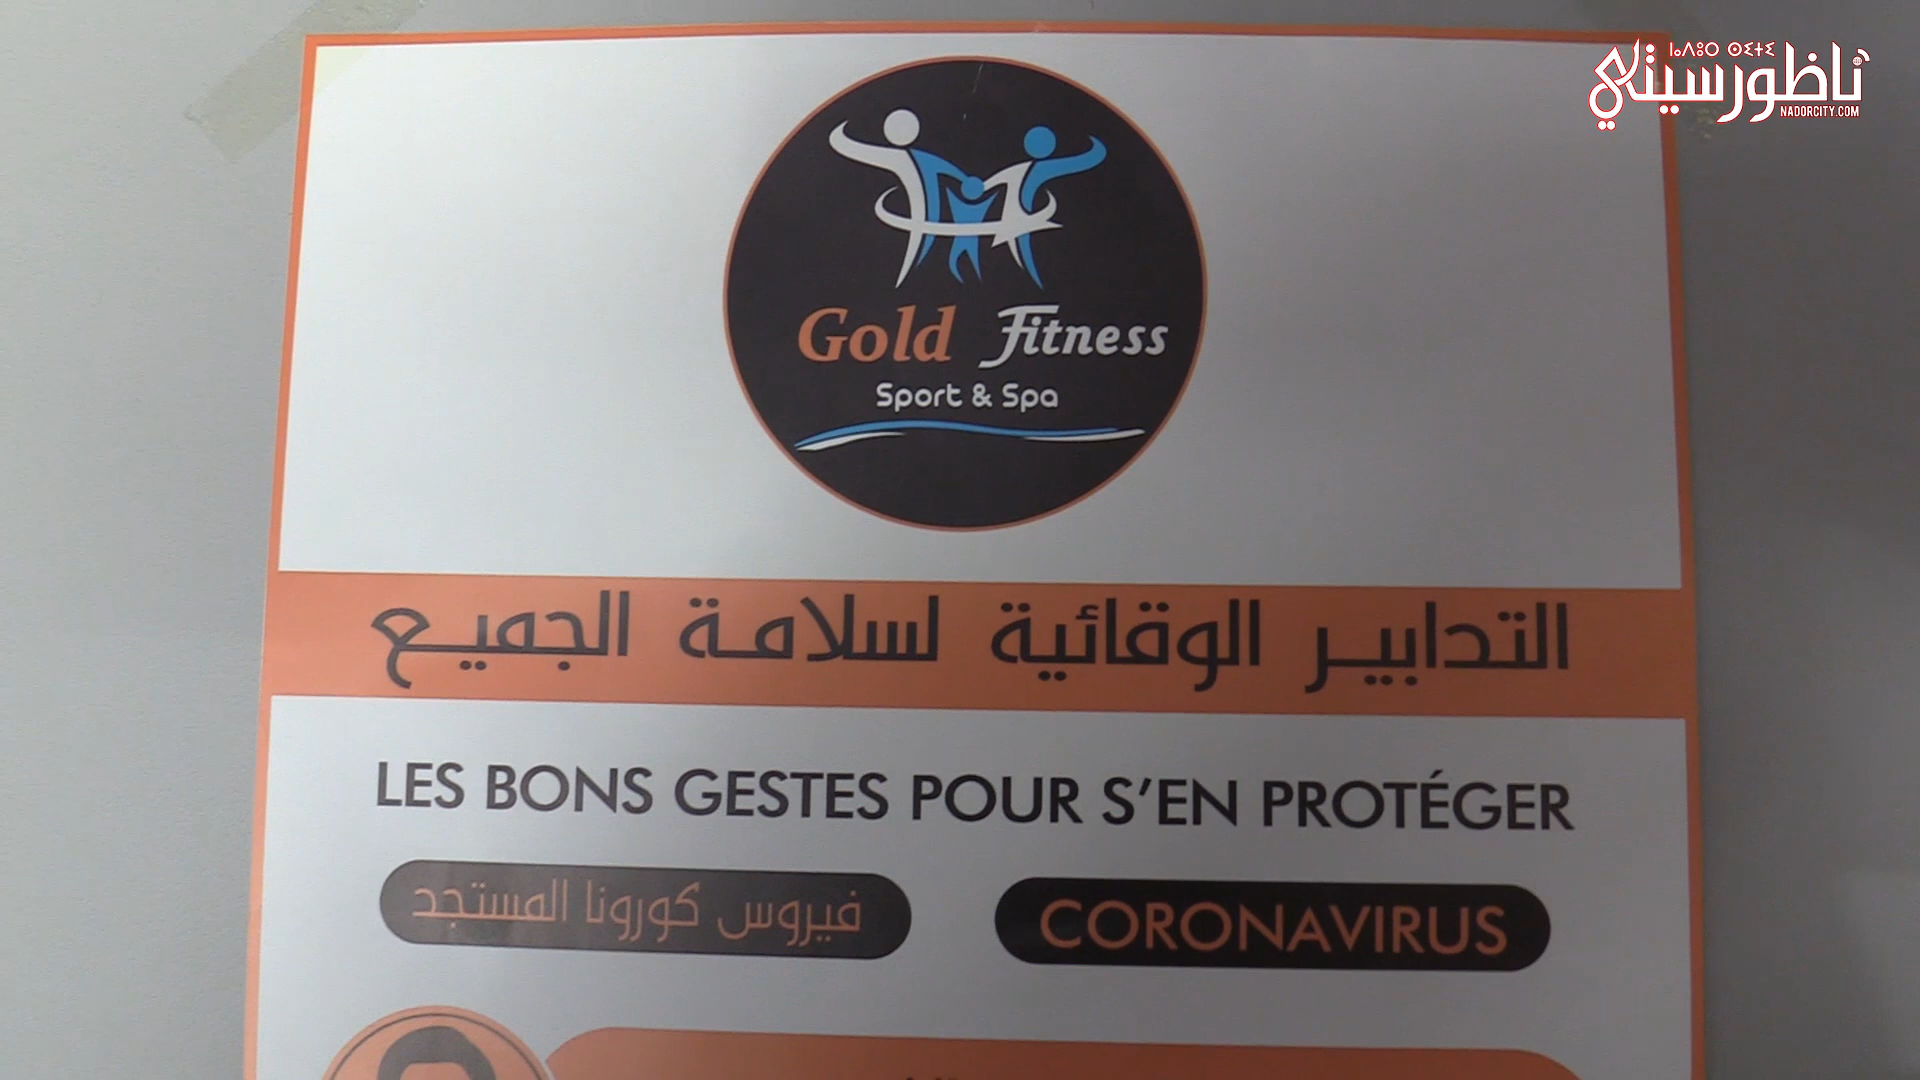 ⵏⴰⴷⵓⵔ ⵙⵉⵜⵉ
ناظورسيتي
NADORCITY.COM
Gold Fitness
Sport & Spa
التدابير الوقائية لسلامة الجميع
LES BONS GESTES POUR S'EN PROTÉGER
فيروس كورونا المستجد
CORONAVIRUS